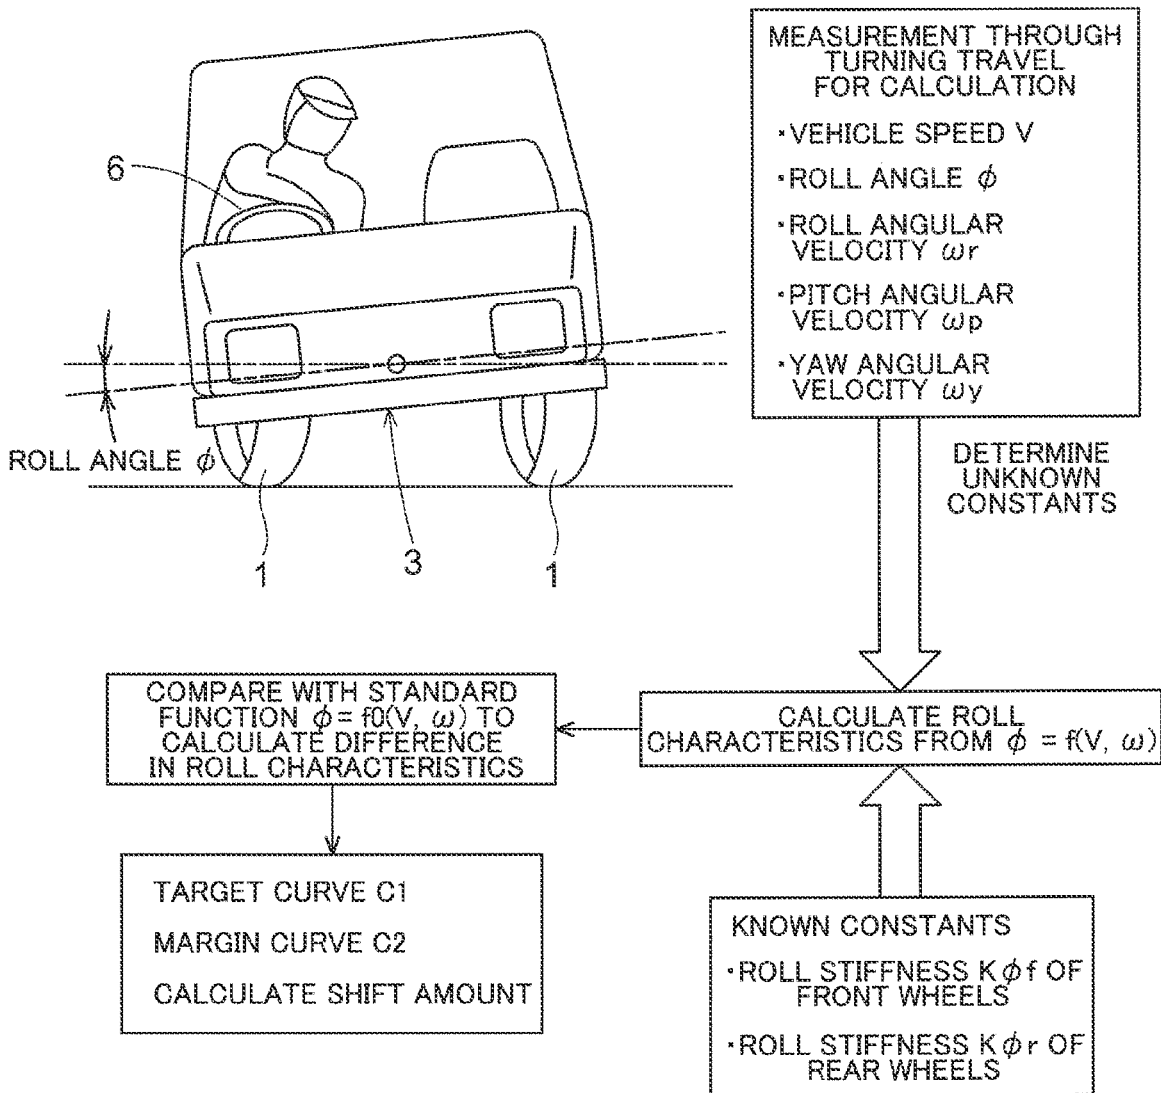 6
ROLL ANGLE ϕ
1
3
1
MEASUREMENT THROUGH
TURNING TRAVEL
FOR CALCULATION
・VEHICLE SPEED V
・ROLL ANGLE ϕ
・ROLL ANGULAR
VELOCITY ωr
・PITCH ANGULAR
VELOCITY ωp
・YAW ANGULAR
VELOCITY ωy
DETERMINE
UNKNOWN
CONSTANTS
COMPARE WITH STANDARD
FUNCTION ϕ = f0(V, ω) TO
CALCULATE DIFFERENCE
IN ROLL CHARACTERISTICS
CALCULATE ROLL
CHARACTERISTICS FROM ϕ = f(V, ω)
TARGET CURVE C1
MARGIN CURVE C2
CALCULATE SHIFT AMOUNT
KNOWN CONSTANTS
・ROLL STIFFNESS Kϕf OF
FRONT WHEELS
・ROLL STIFFNESS Kϕr OF
REAR WHEELS